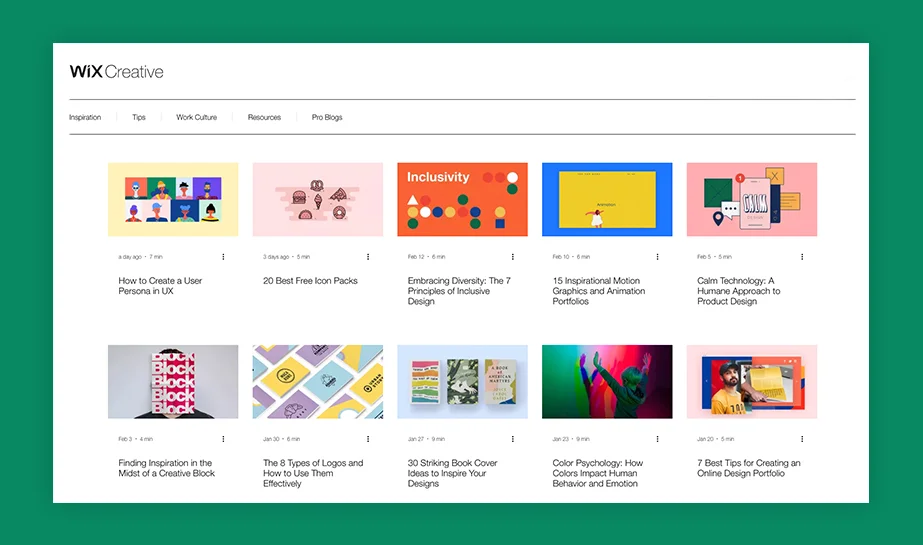 WiX Creative
Inspiration
Tips
Work Culture
Resources
Pro Blogs
Inclusivity
Animation
1
CALM
a day ago • 7 min
3 days ago • 5 min
Feb 12 • 6 min
Feb 10 • 6 min
Feb 5 • 5 min
How to Create a User
Persona in UX
20 Best Free Icon Packs
Embracing Diversity: The 7
Principles of Inclusive
Design
15 Inspirational Motion
Graphics and Animation
Portfolios
Calm Technology: A
Humane Approach to
Product Design
Block
Block
Block
Block
Block
A BOOK
OF
AMERICAN
MARTYRS
Feb 3 • 4 min
Jan 30 • 6 min
Jan 27 • 9 min
Jan 23 • 9 min
Jan 20 • 5 min
Finding Inspiration in the
Midst of a Creative Block
The 8 Types of Logos and
How to Use Them
Effectively
30 Striking Book Cover
Ideas to Inspire Your
Designs
Color Psychology: How
Colors Impact Human
Behavior and Emotion
7 Best Tips for Creating an
Online Design Portfolio